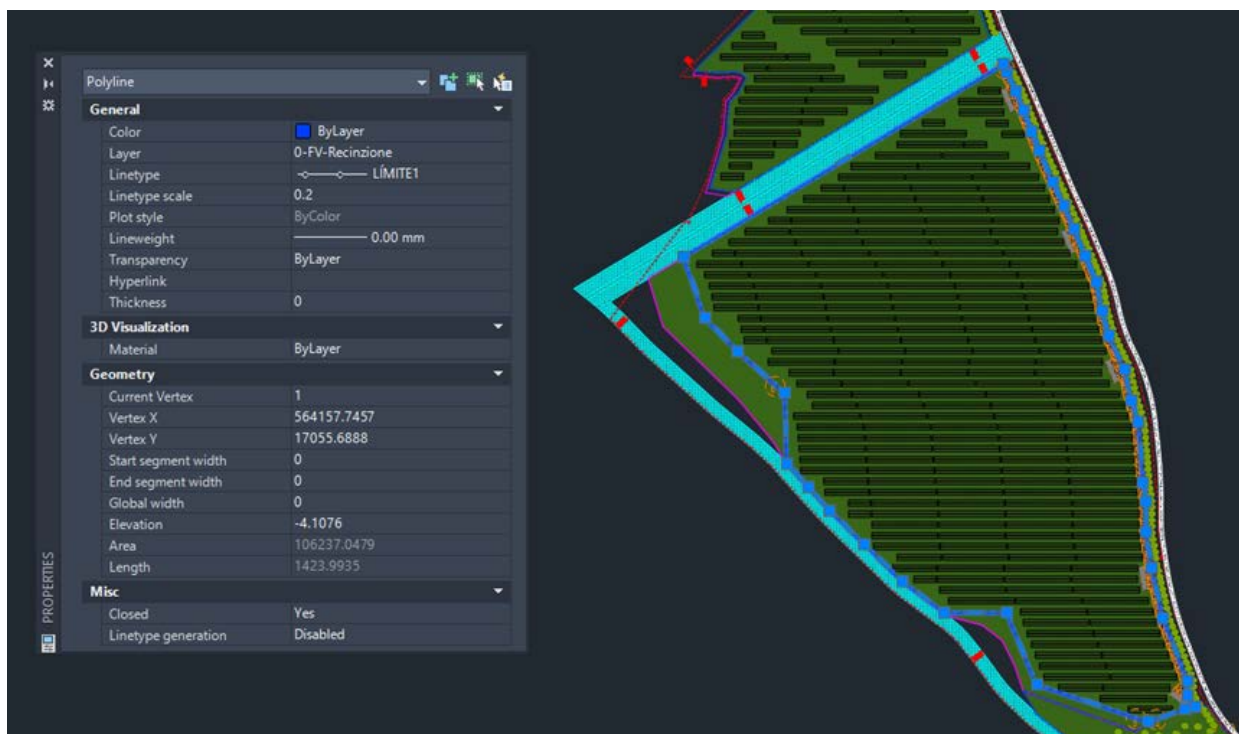 Polyline
General
Color ByLayer
Layer 0-FV-Recinzione
Linetype LÍMITE1
Linetype scale 0.2
Plot style ByColor
Lineweight 0.00 mm
Transparency ByLayer
Hyperlink
Thickness 0
3D Visualization
Material ByLayer
Geometry
Current Vertex 1
Vertex X 564157.7457
Vertex Y 17055.6888
Start segment width 0
End segment width 0
Global width 0
Elevation -4.1076
Area 106237.0479
Length 1423.9935
Misc
Closed Yes
Linetype generation Disabled
PROPERTIES